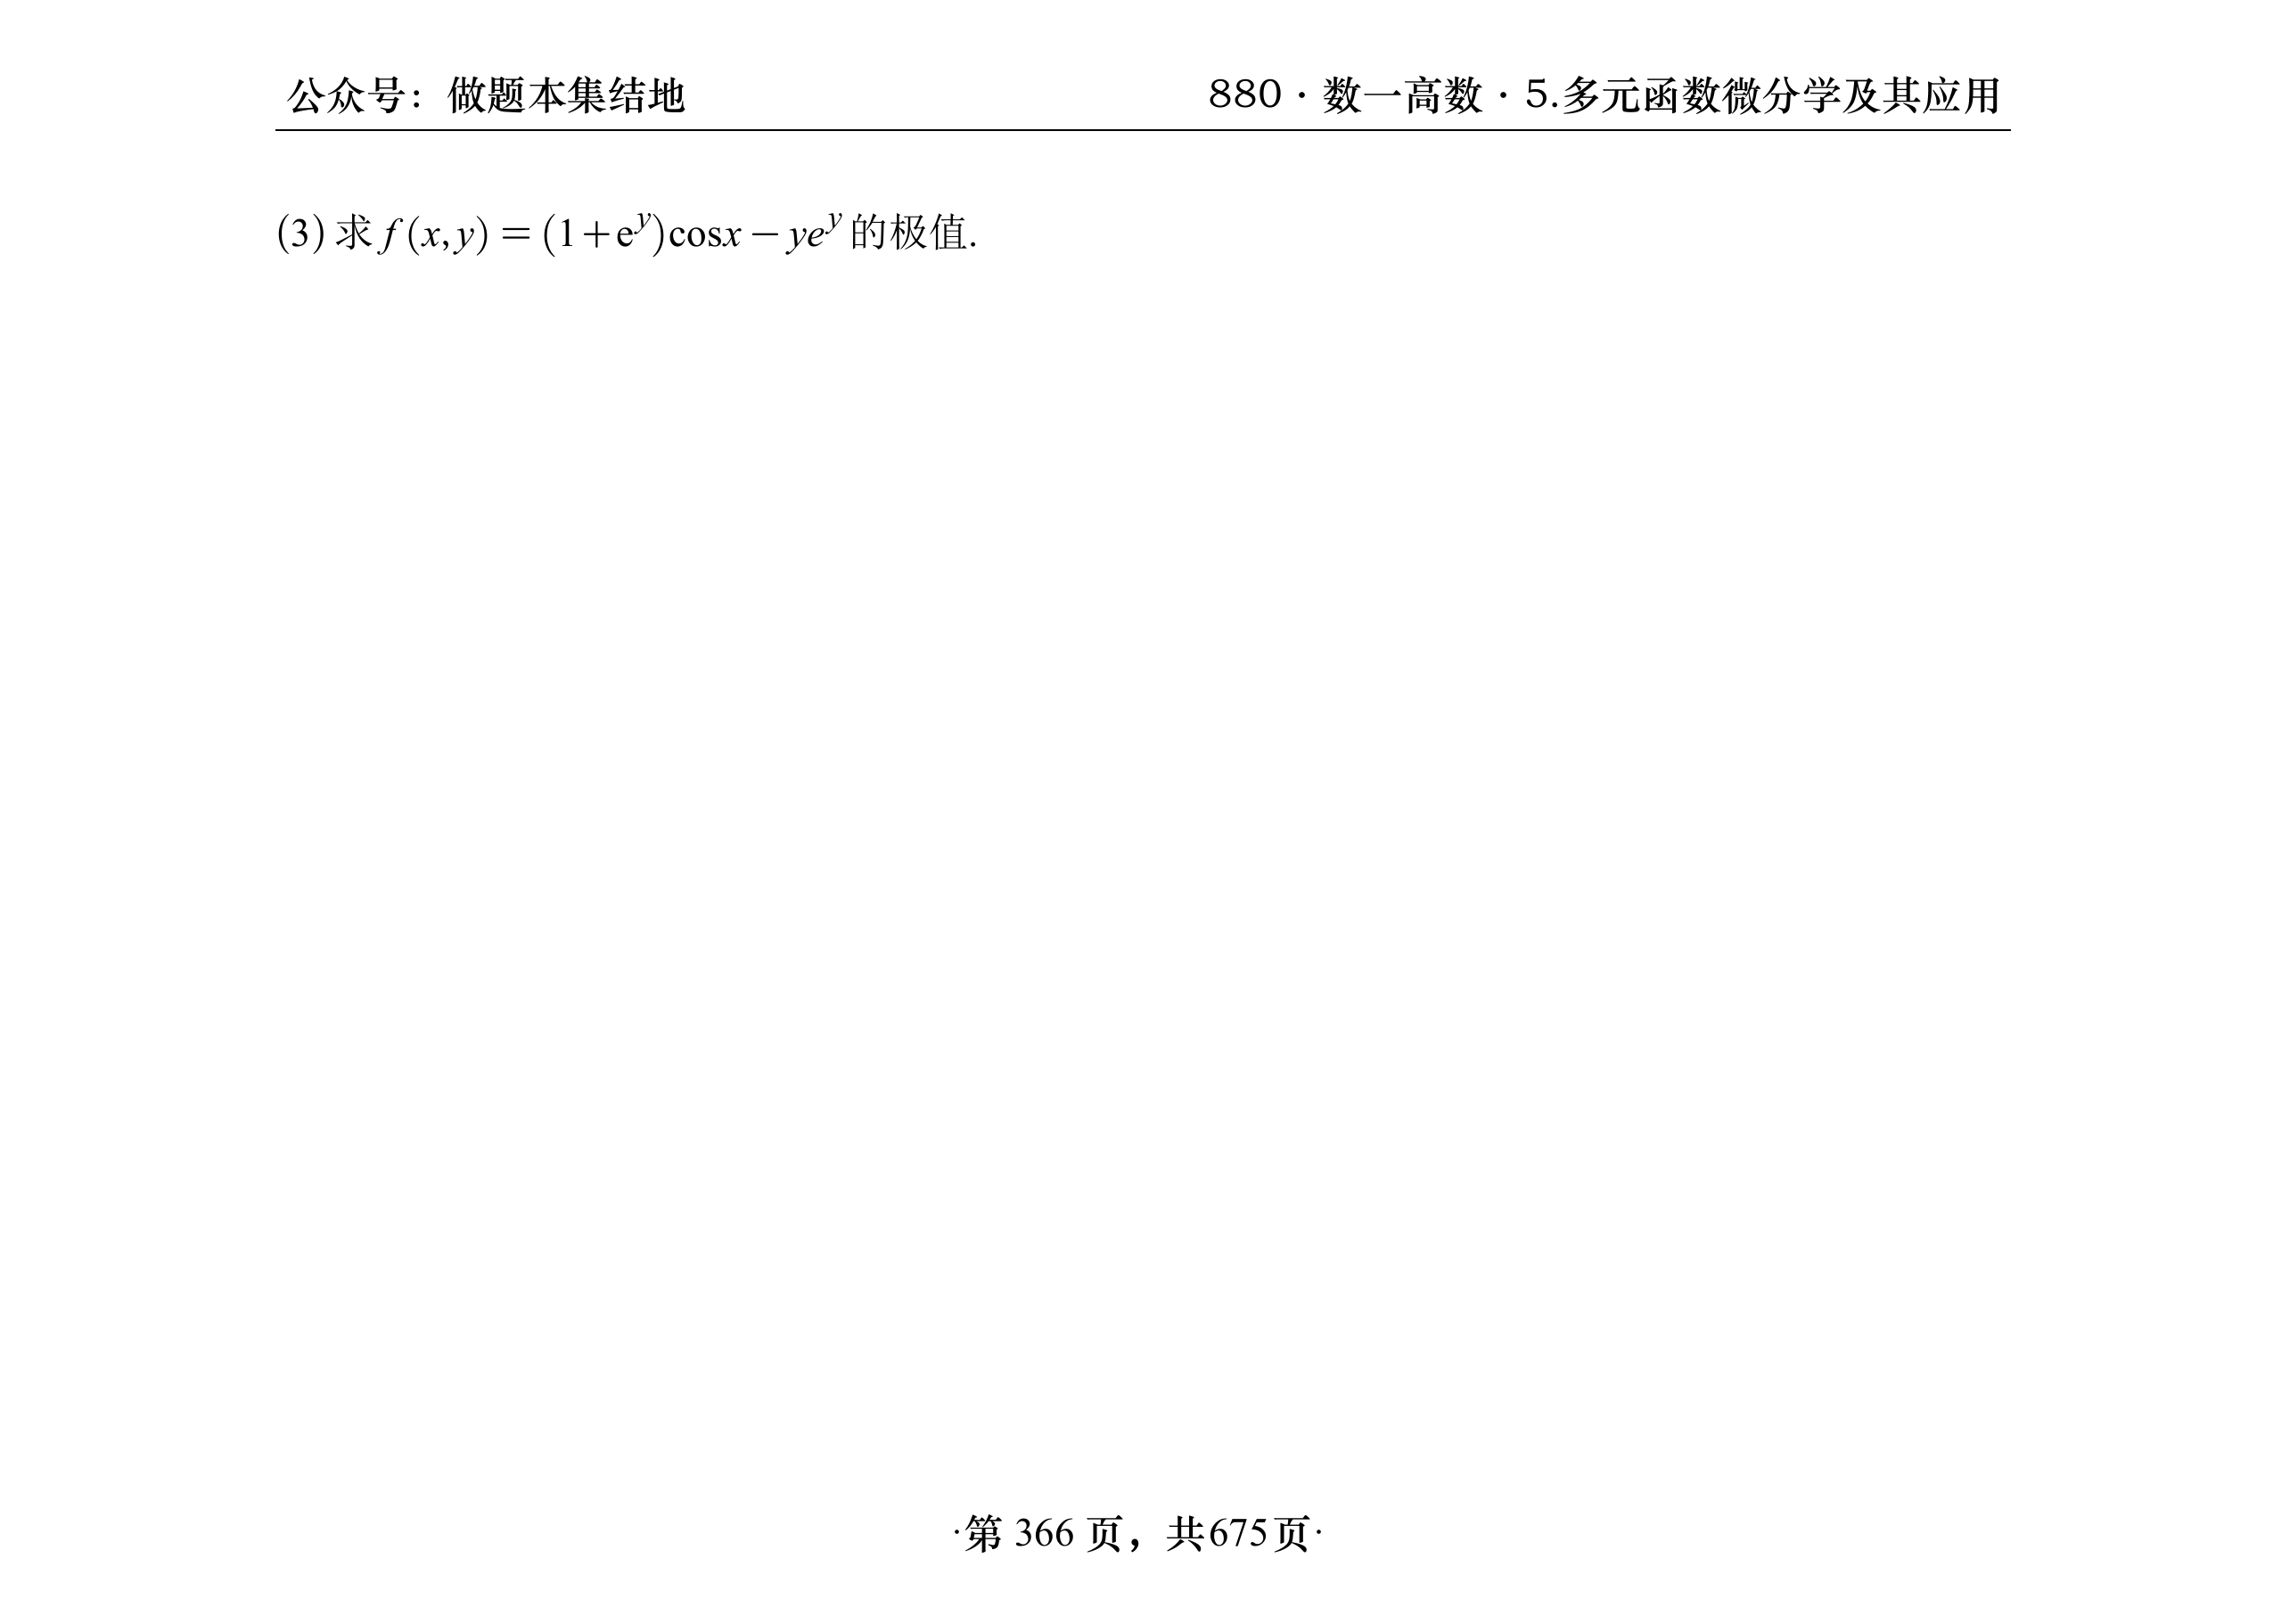 公众号：做题本集结地
880·数一高数·5.多元函数微分学及其应用
(3) 求 f(x,y) = (1+e^y)cosx − ye^y 的极值.
·第 366 页，共675页·